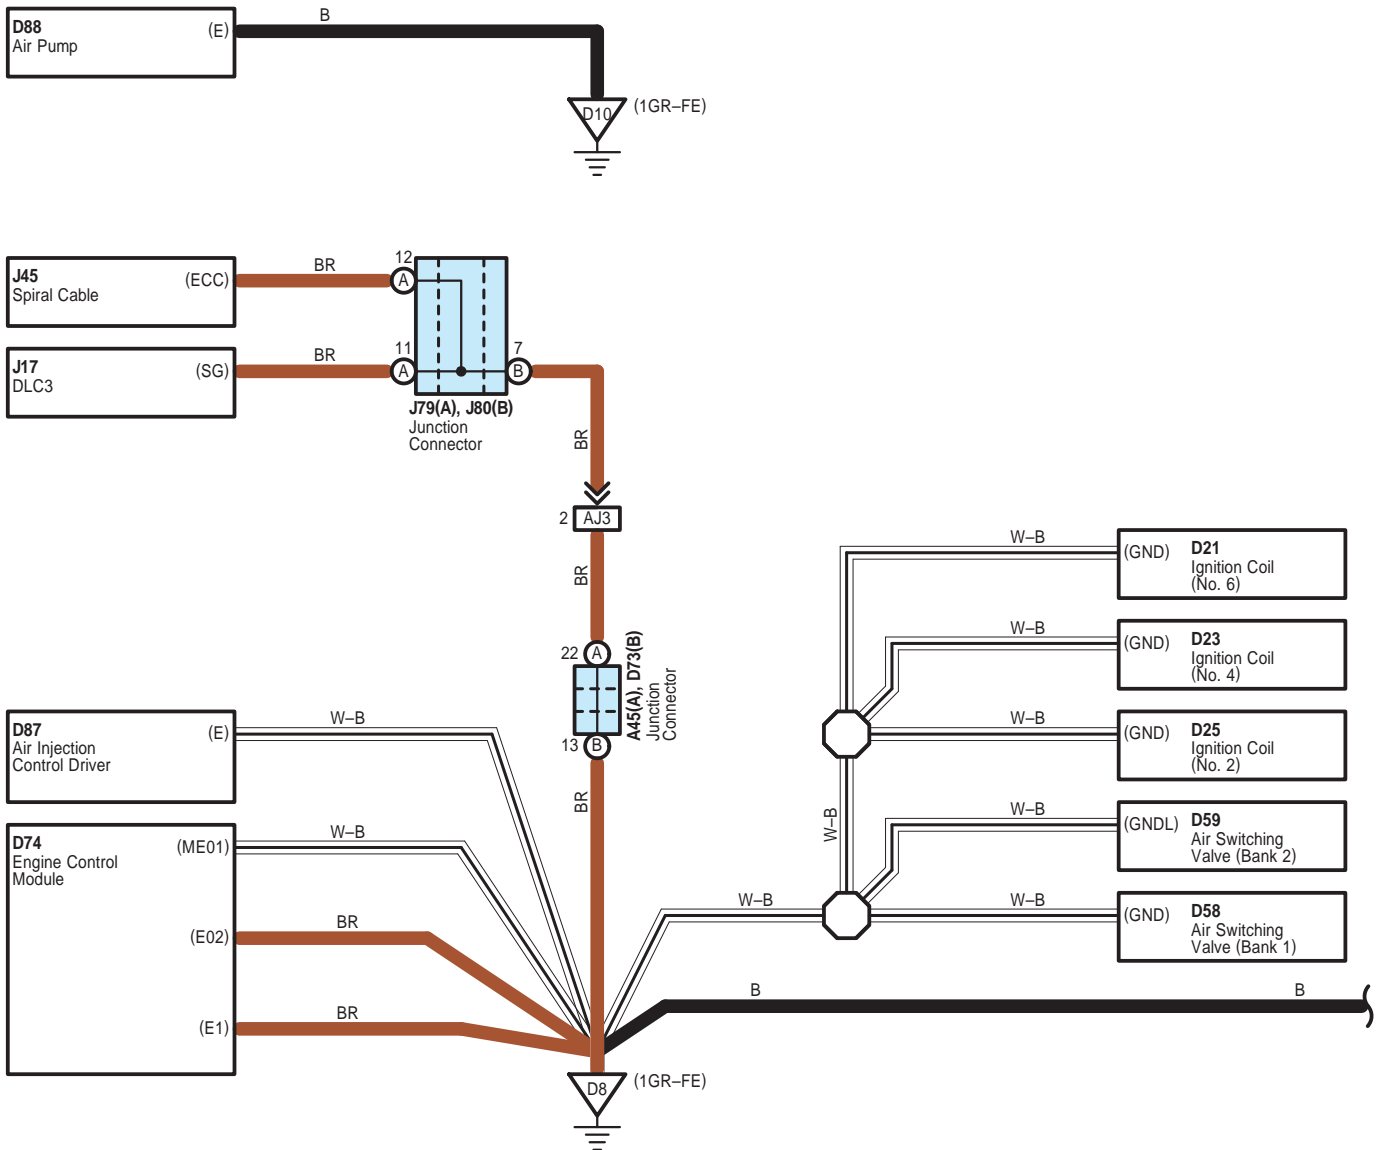 D88
Air Pump
(E)
B
D10
(1GR–FE)
J45
Spiral Cable
(ECC)
BR
12
A
J17
DLC3
(SG)
BR
11
A
7
B
J79(A), J80(B)
Junction
Connector
BR
2
AJ3
BR
22
A
A45(A), D73(B)
Junction
Connector
13
B
BR
D87
Air Injection
Control Driver
(E)
W–B
D74
Engine Control
Module
(ME01)
W–B
(E02)
BR
(E1)
BR
D8
(1GR–FE)
W–B
(GND)
D21
Ignition Coil
(No. 6)
W–B
(GND)
D23
Ignition Coil
(No. 4)
W–B
(GND)
D25
Ignition Coil
(No. 2)
W–B
W–B
(GNDL)
D59
Air Switching
Valve (Bank 2)
W–B
W–B
(GND)
D58
Air Switching
Valve (Bank 1)
B
B